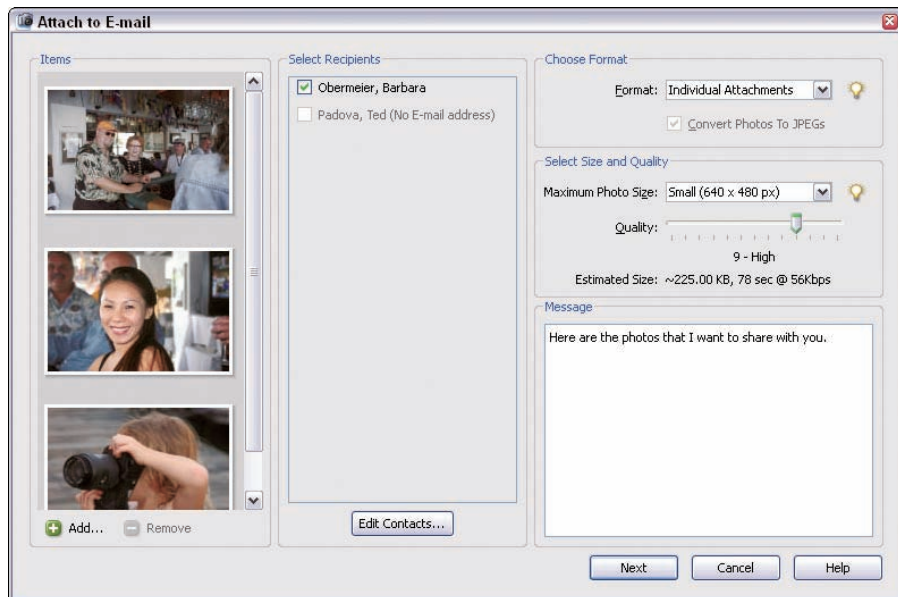 Attach to E-mail
Items
Add...
Remove
Select Recipients
Obermeier, Barbara
Padova, Ted (No E-mail address)
Edit Contacts...
Choose Format
Format: Individual Attachments
Convert Photos To JPEGs
Select Size and Quality
Maximum Photo Size: Small (640 x 480 px)
Quality:
9 - High
Estimated Size: ~225.00 KB, 78 sec @ 56Kbps
Message
Here are the photos that I want to share with you.
Next
Cancel
Help